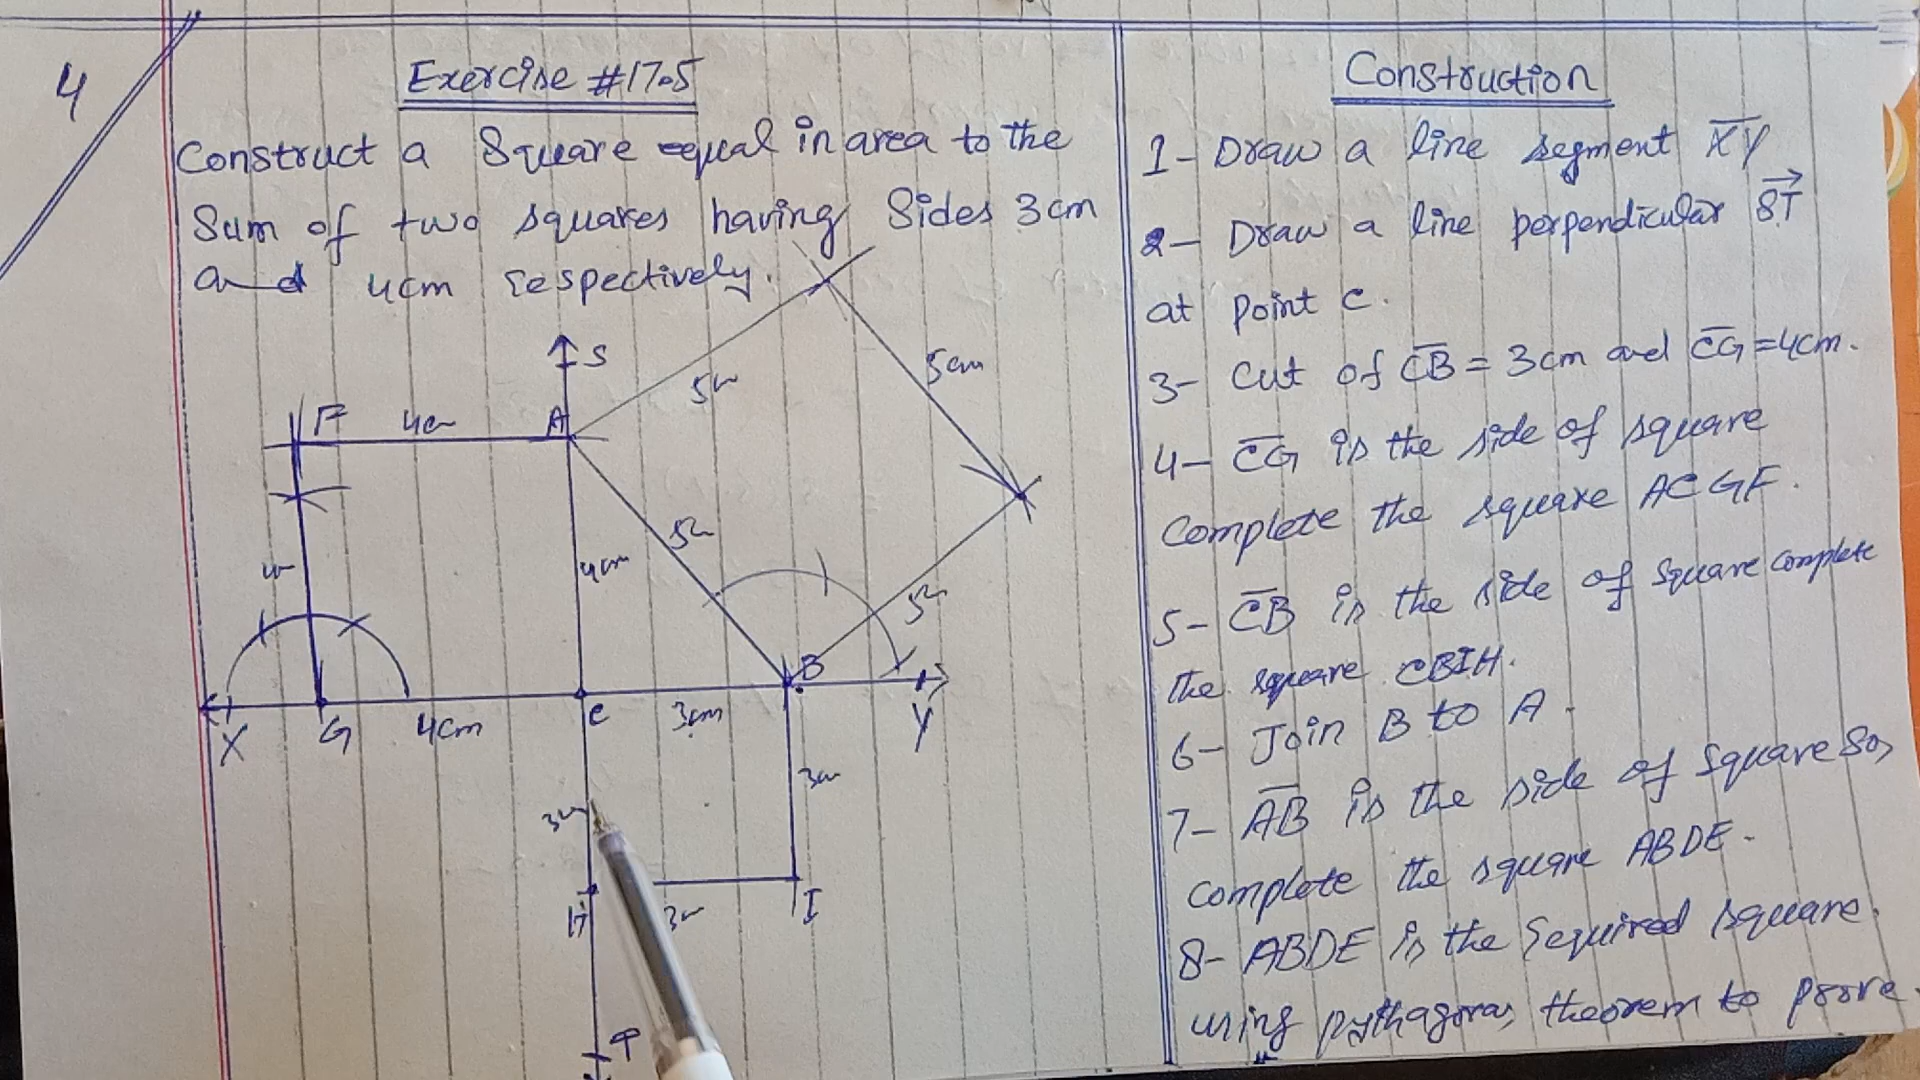 4
Exercise #17.5
Construct a Square equal in area to the
Sum of two squares having Sides 3cm
and 4cm respectively.
S
F
4cm
A
5cm
5cm
5cm
4cm
5cm
B
X
G
4cm
C
3cm
Y
3cm
3cm
H
3cm
I
T
Construction
1- Draw a line segment XY
2- Draw a line perpendicular ST
at point C.
3- Cut of CB = 3cm and CG = 4cm.
4- CG is the side of square
Complete the square ACGF.
5- CB is the side of Square complete
the square CBIH.
6- Join B to A.
7- AB is the side of Square So,
complete the square ABDE.
8- ABDE is the required square.
using pythagoras theorem to prove.